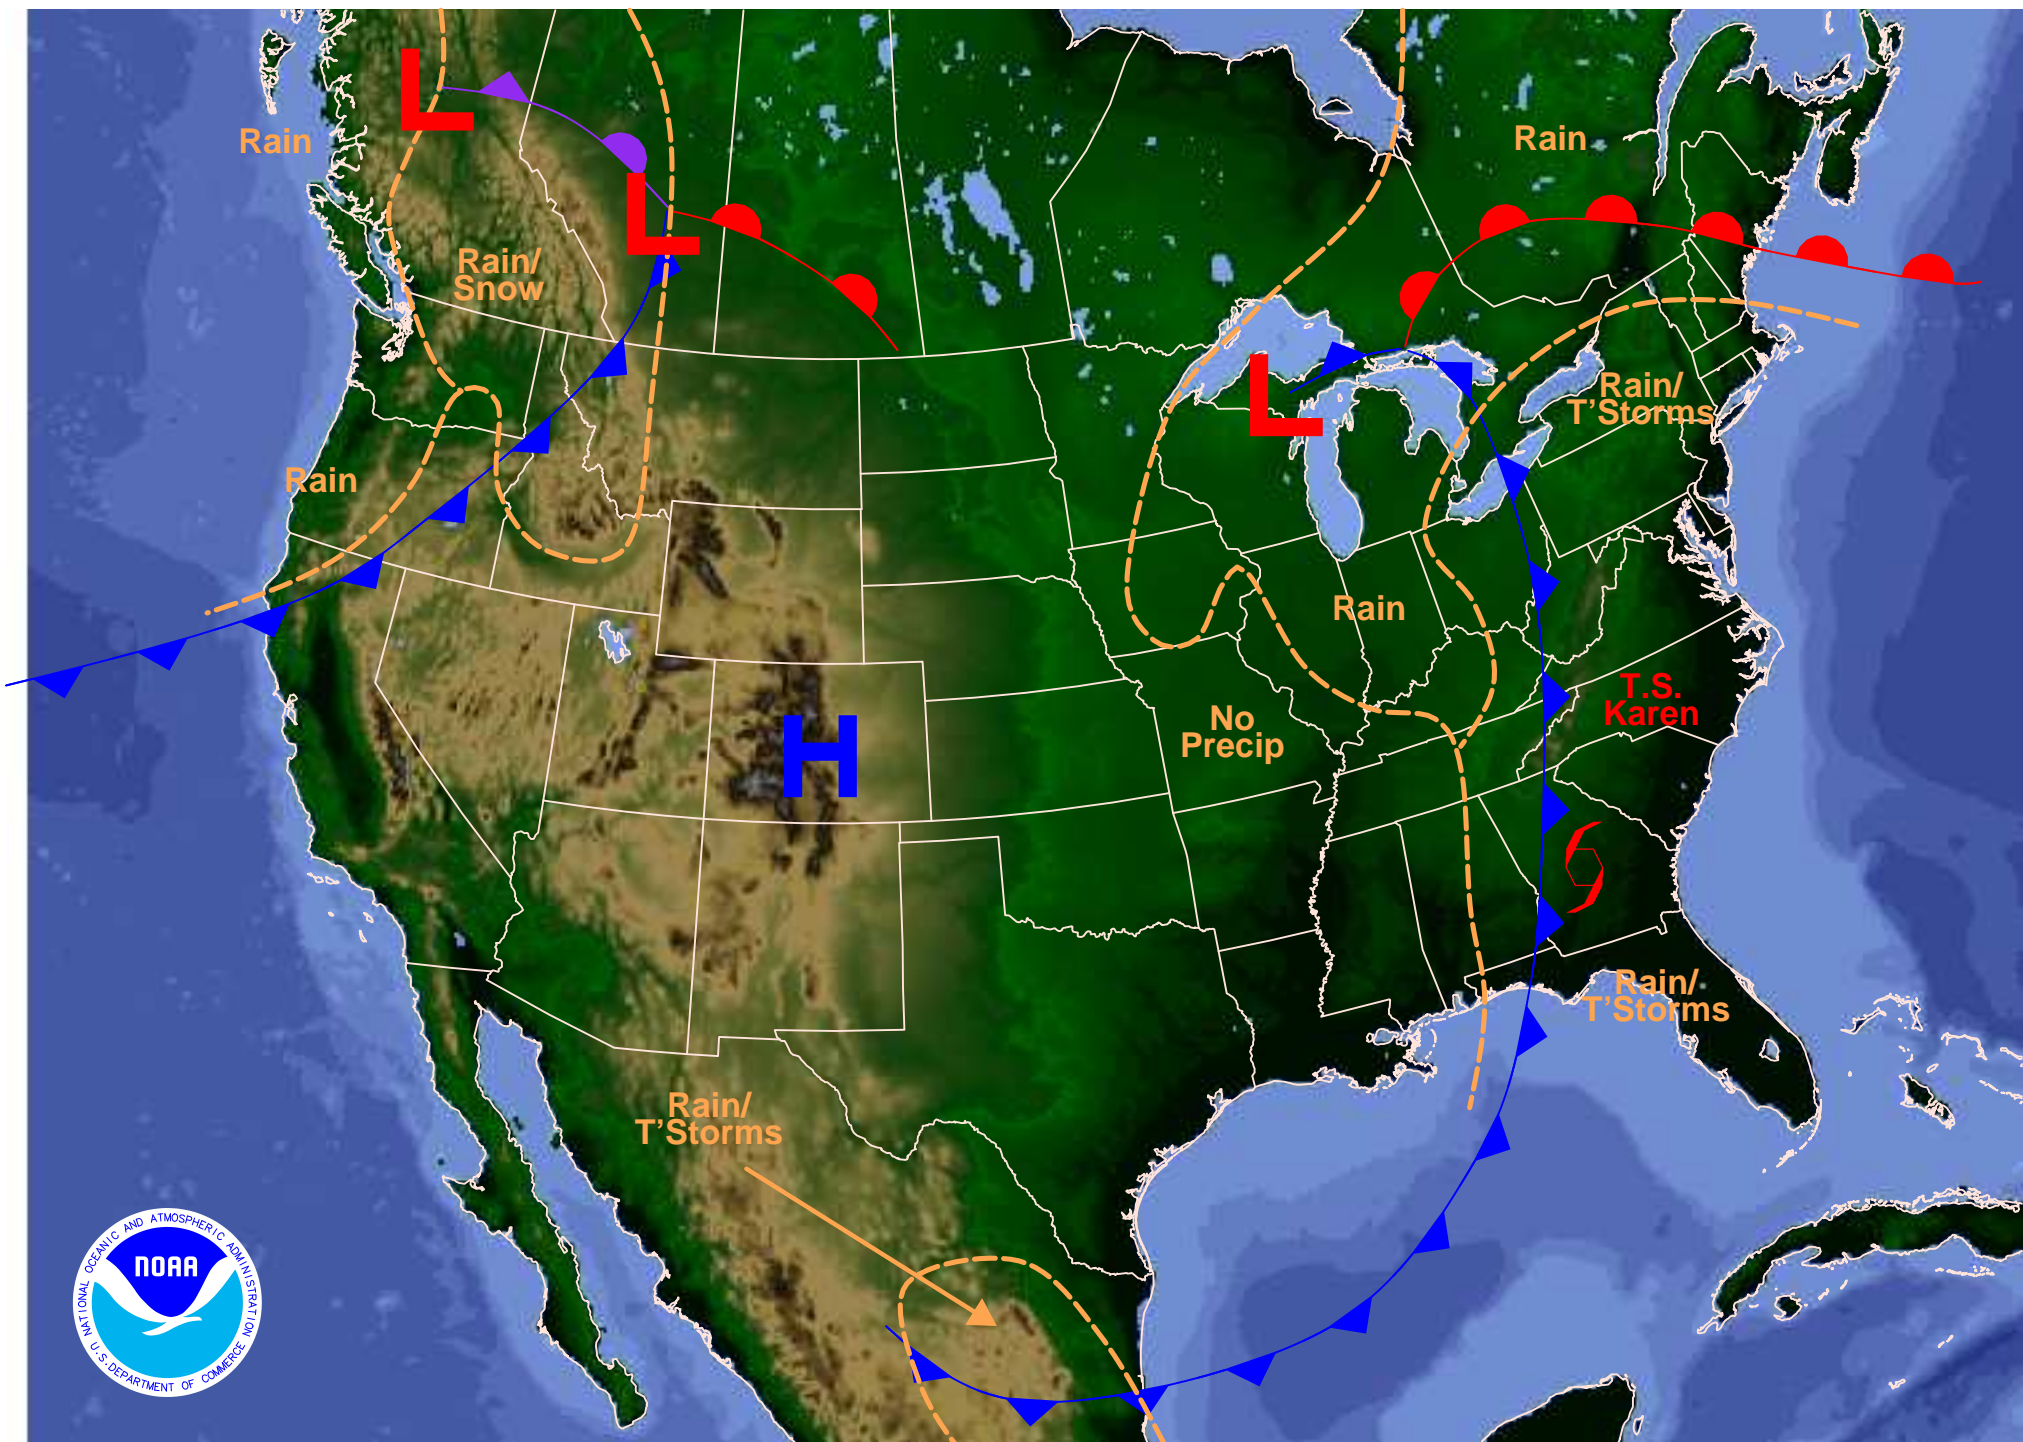 L
Rain
Rain
L
Rain/
Snow
L
Rain/
T'Storms
Rain
Rain
T.S.
Karen
No
Precip
H
Rain/
T'Storms
Rain/
T'Storms
NATIONAL OCEANIC AND ATMOSPHERIC ADMINISTRATION
NOAA
U.S. DEPARTMENT OF COMMERCE